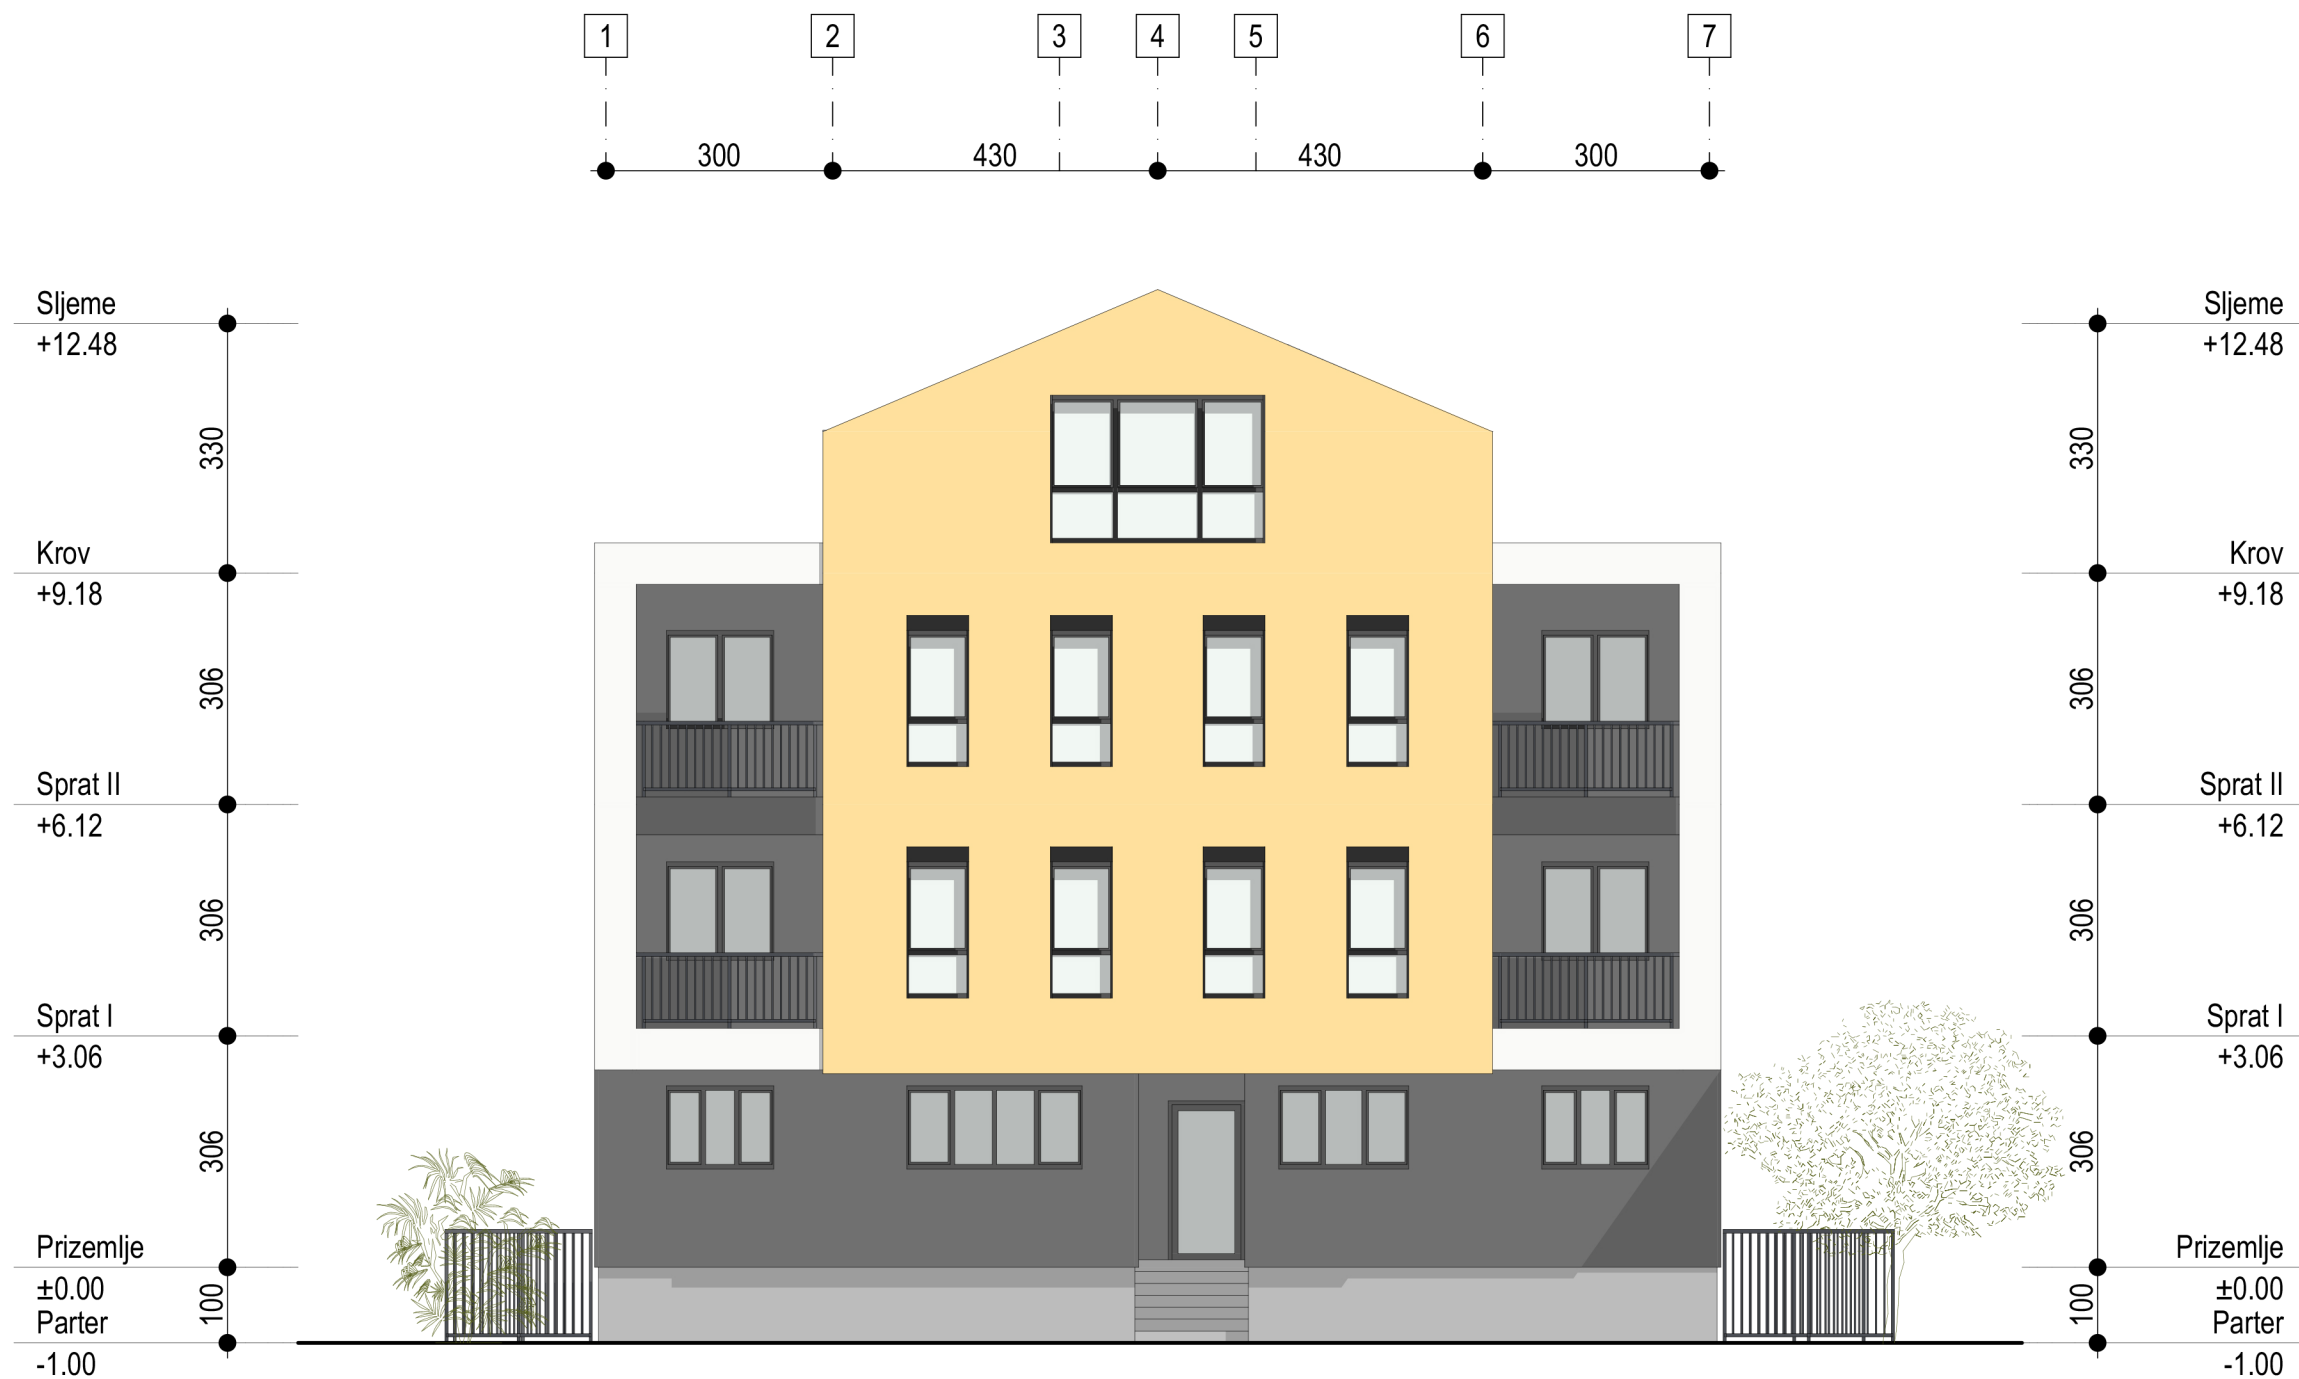 1 2 3 4 5 6 7
300 430 430 300
Sljeme
+12.48
330
Krov
+9.18
306
Sprat II
+6.12
306
Sprat I
+3.06
306
Prizemlje
±0.00
100
Parter
-1.00
Sljeme
+12.48
330
Krov
+9.18
306
Sprat II
+6.12
306
Sprat I
+3.06
306
Prizemlje
±0.00
100
Parter
-1.00